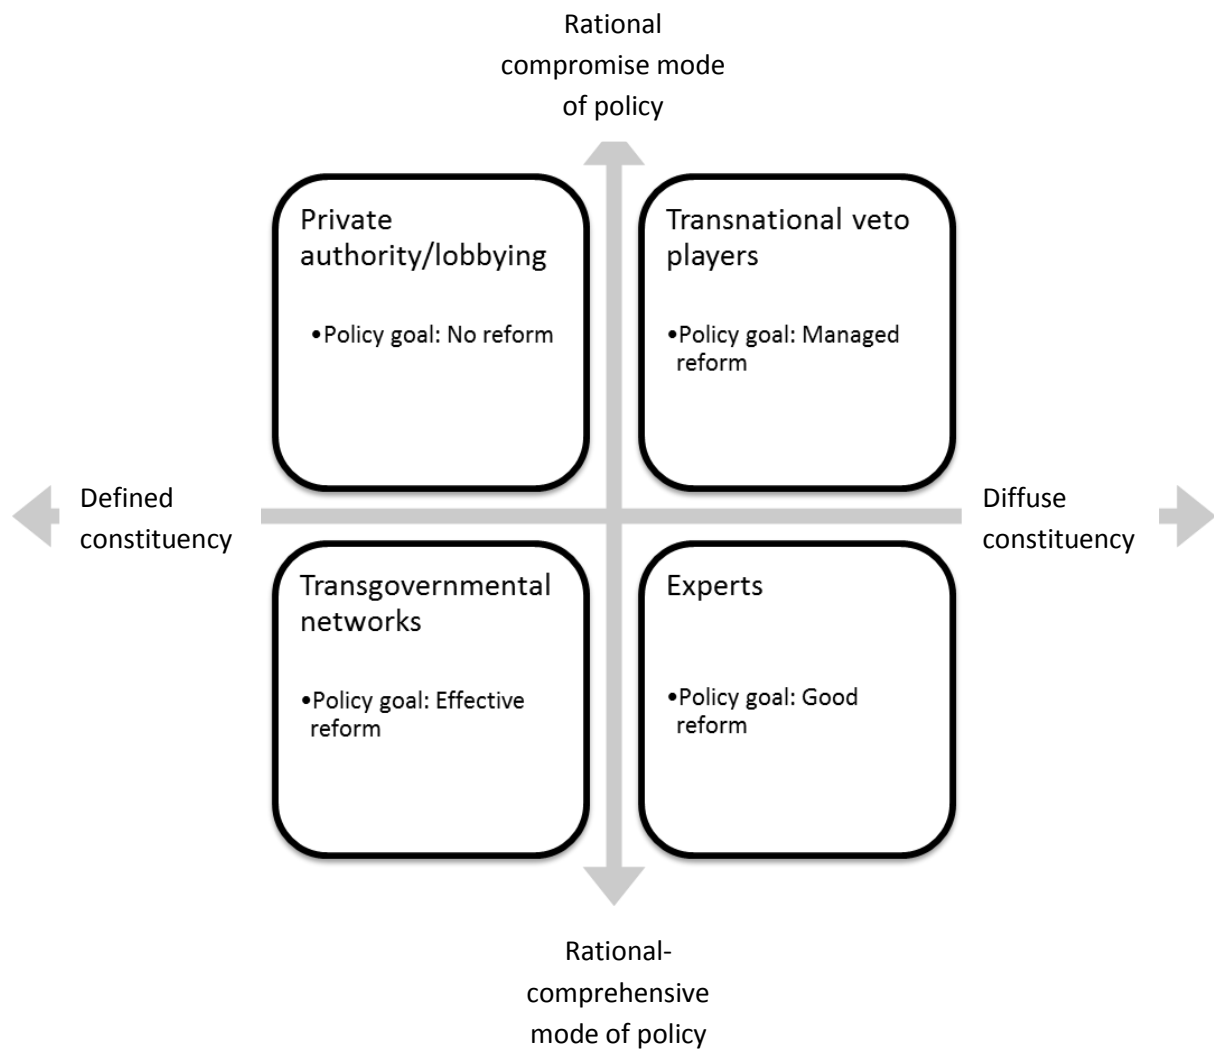 Rational
compromise mode
of policy
Private
authority/lobbying
•Policy goal: No reform
Transnational veto
players
•Policy goal: Managed
reform
Defined
constituency
Diffuse
constituency
Transgovernmental
networks
•Policy goal: Effective
reform
Experts
•Policy goal: Good
reform
Rational-
comprehensive
mode of policy